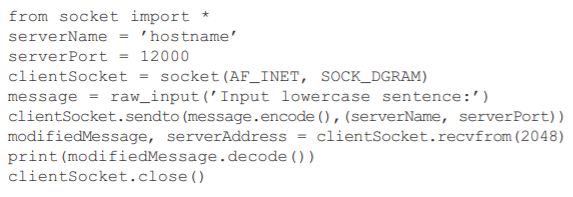 from socket import *
serverName = ’hostname’
serverPort = 12000
clientSocket = socket(AF_INET, SOCK_DGRAM)
message = raw_input(’Input lowercase sentence:’)
clientSocket.sendto(message.encode(),(serverName, serverPort))
modifiedMessage, serverAddress = clientSocket.recvfrom(2048)
print(modifiedMessage.decode())
clientSocket.close()